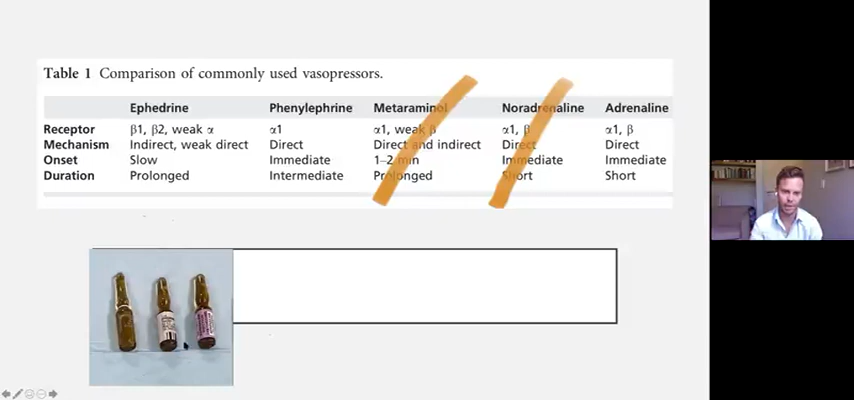 Table 1 Comparison of commonly used vasopressors.
Ephedrine Phenylephrine Metaraminol Noradrenaline Adrenaline
Receptor β1, β2, weak α α1 α1, weak β α1, β α1, β
Mechanism Indirect, weak direct Direct Direct and indirect Direct Direct
Onset Slow Immediate 1–2 min Immediate Immediate
Duration Prolonged Intermediate Prolonged Short Short